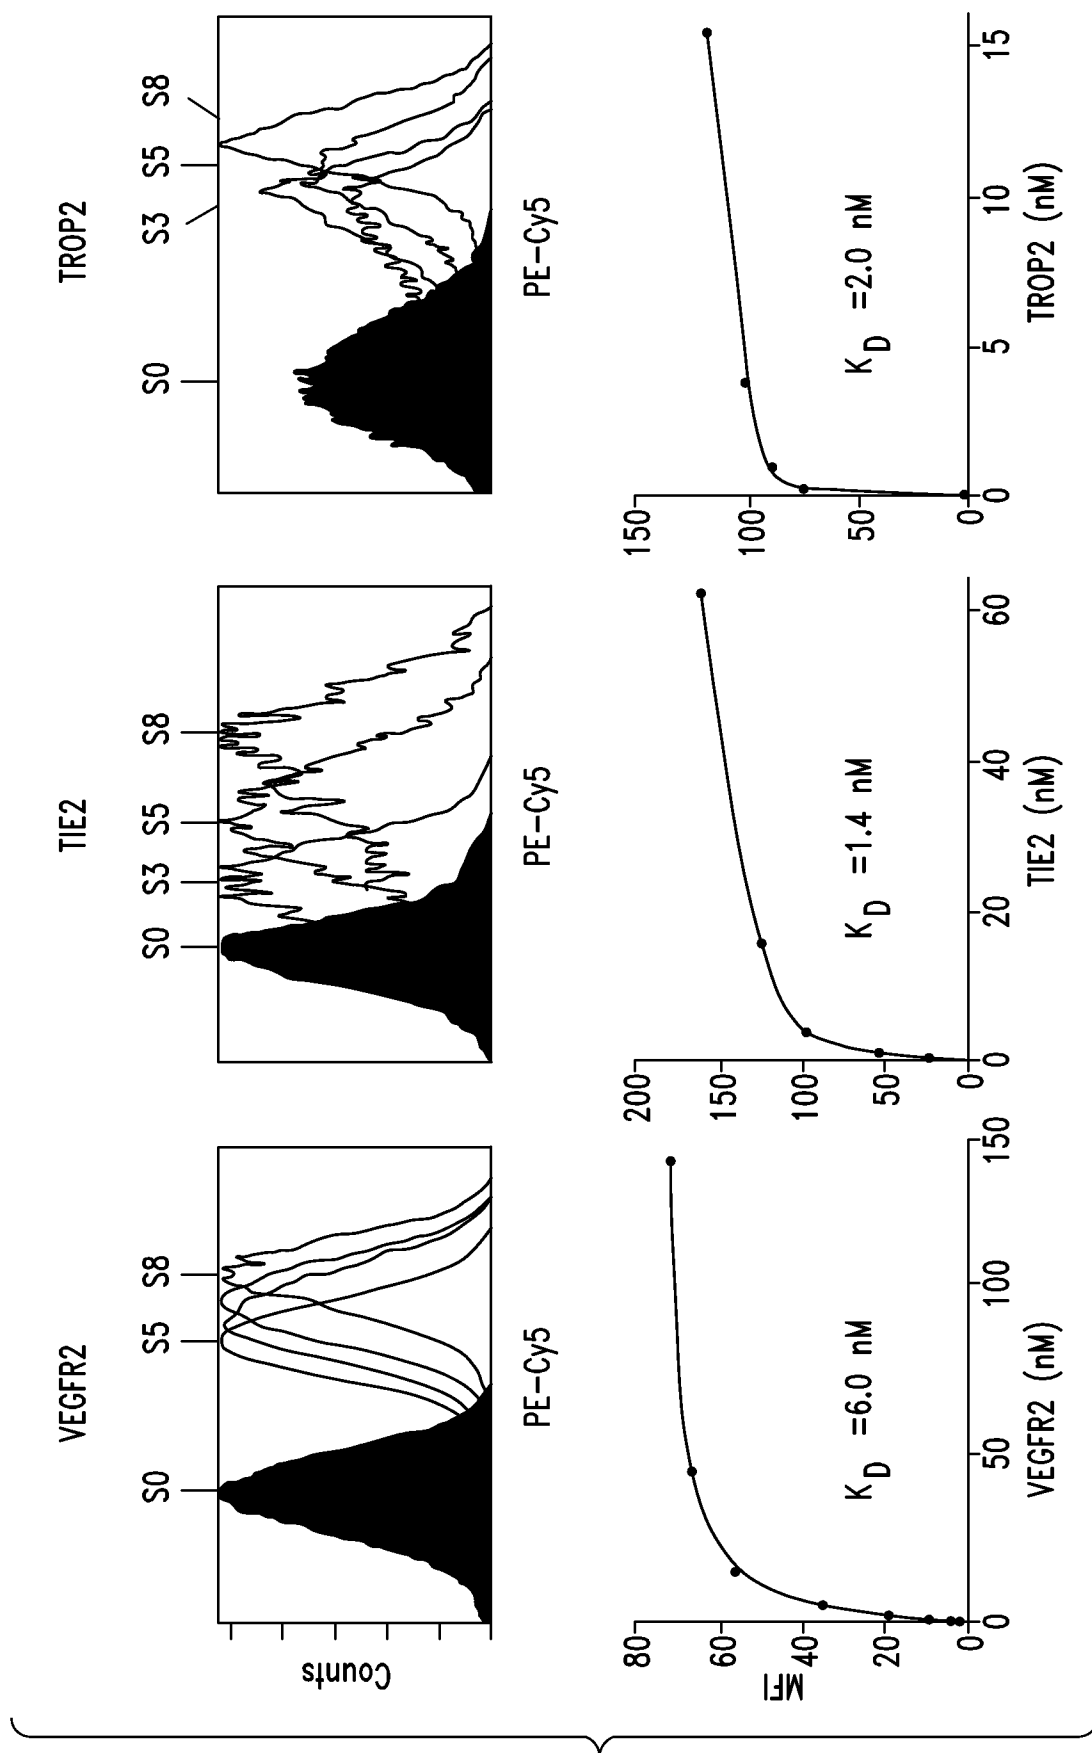 VEGFR2
S0 S5 S8
Counts
PE-Cy5
TIE2
S0 S3 S5 S8
PE-Cy5
TROP2
S0 S3 S5 S8
PE-Cy5
80
60
40
20
0
MFI
K_D =6.0 nM
0 50 100 150
VEGFR2 (nM)
200
150
100
50
0
K_D =1.4 nM
0 20 40 60
TIE2 (nM)
150
100
50
0
K_D =2.0 nM
0 5 10 15
TROP2 (nM)